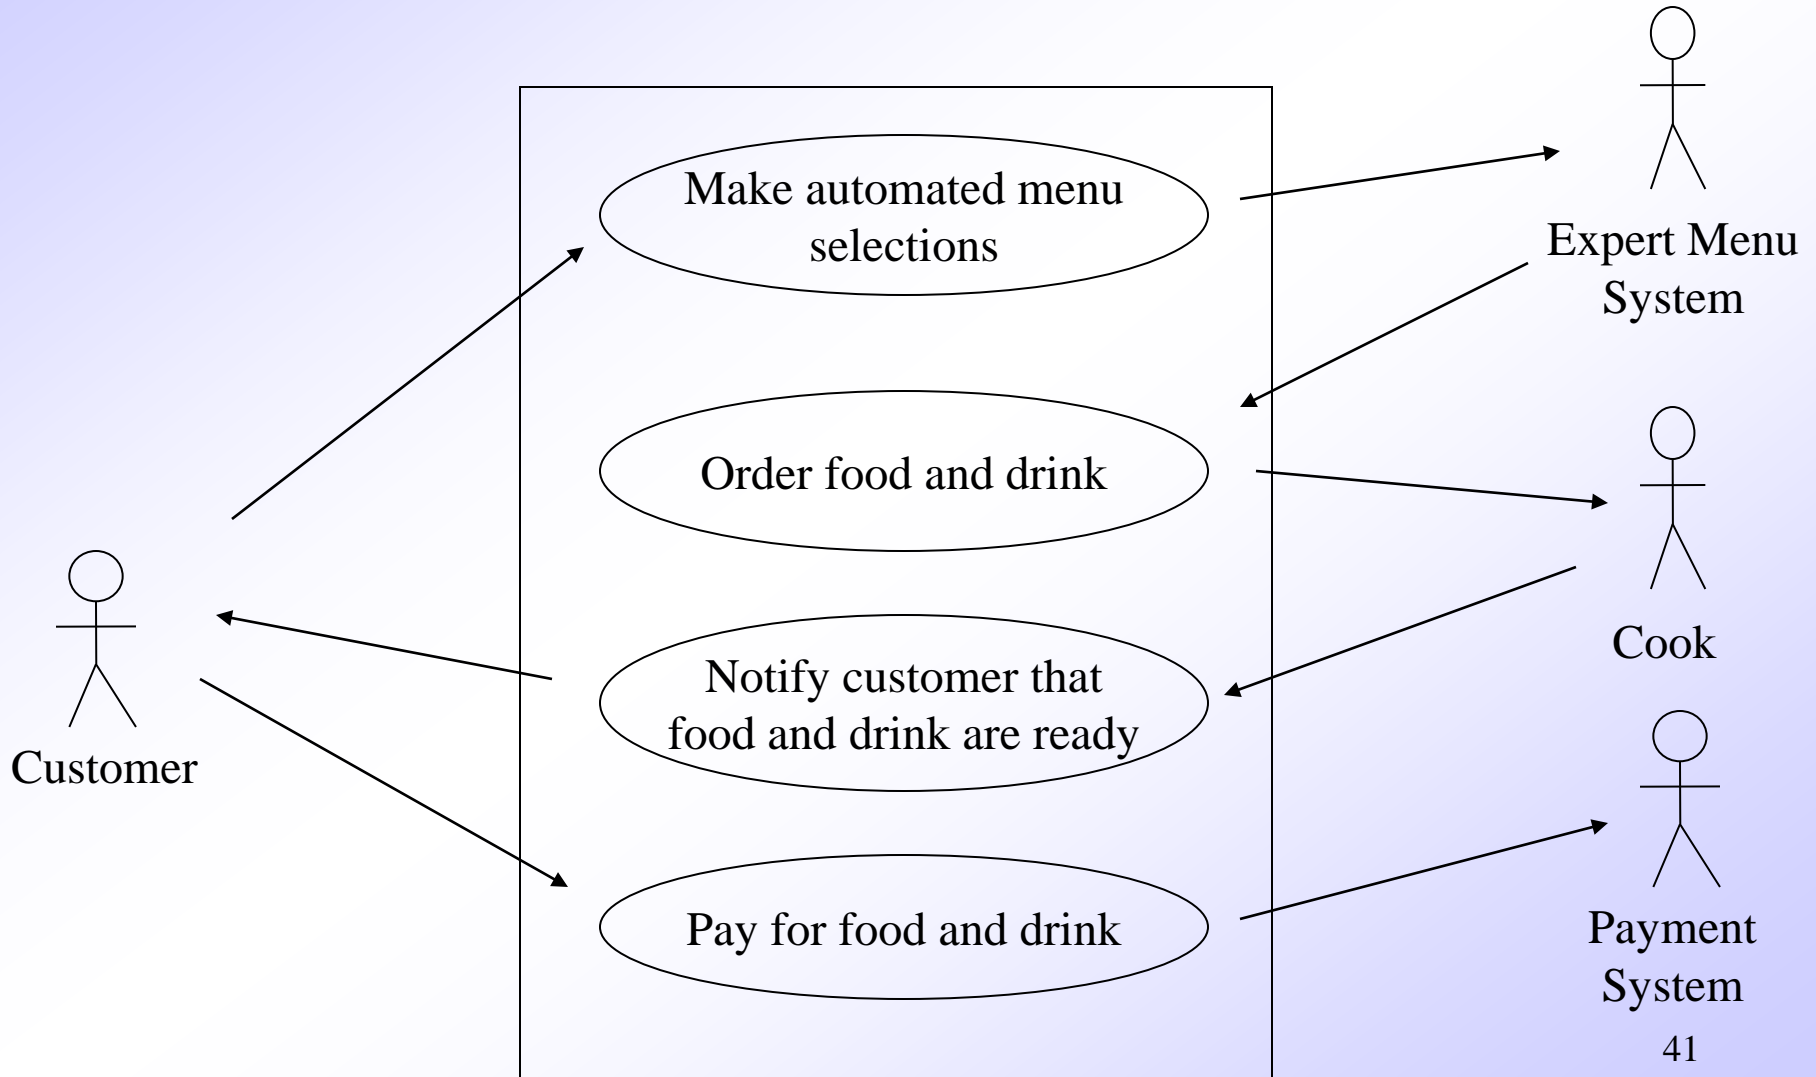 Make automated menu
selections
Expert Menu
System
Order food and drink
Cook
Notify customer that
food and drink are ready
Customer
Pay for food and drink
Payment
System
41